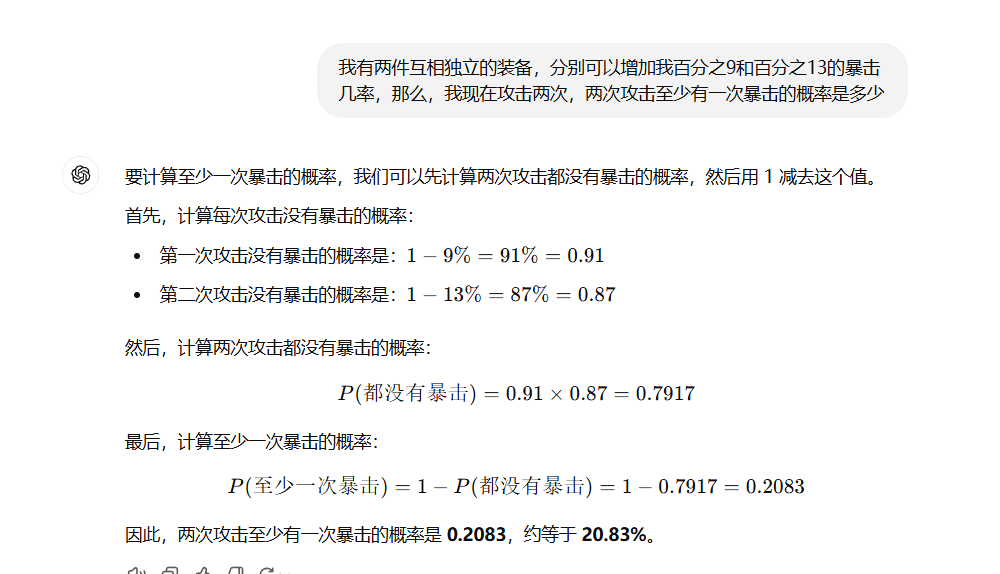 我有两件互相独立的装备，分别可以增加我百分之9和百分之13的暴击
几率，那么，我现在攻击两次，两次攻击至少有一次暴击的概率是多少
要计算至少一次暴击的概率，我们可以先计算两次攻击都没有暴击的概率，然后用 1 减去这个值。
首先，计算每次攻击没有暴击的概率：
• 第一次攻击没有暴击的概率是：1 − 9% = 91% = 0.91
• 第二次攻击没有暴击的概率是：1 − 13% = 87% = 0.87
然后，计算两次攻击都没有暴击的概率：
P(都没有暴击) = 0.91 × 0.87 = 0.7917
最后，计算至少一次暴击的概率：
P(至少一次暴击) = 1 − P(都没有暴击) = 1 − 0.7917 = 0.2083
因此，两次攻击至少有一次暴击的概率是 0.2083，约等于 20.83%。